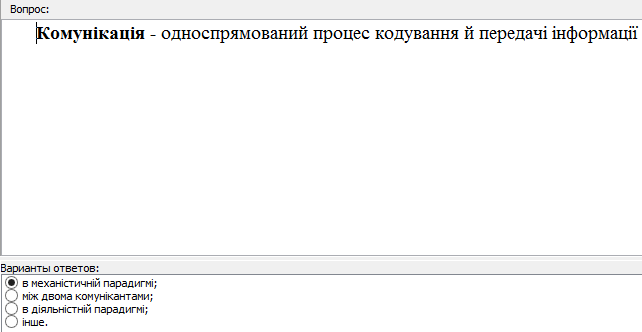 Вопрос:
Комунікація - односпрямований процес кодування й передачі інформації
Варианты ответов:
в механістичній парадигмі;
між двома комунікантами;
в діяльністній парадигмі;
інше.